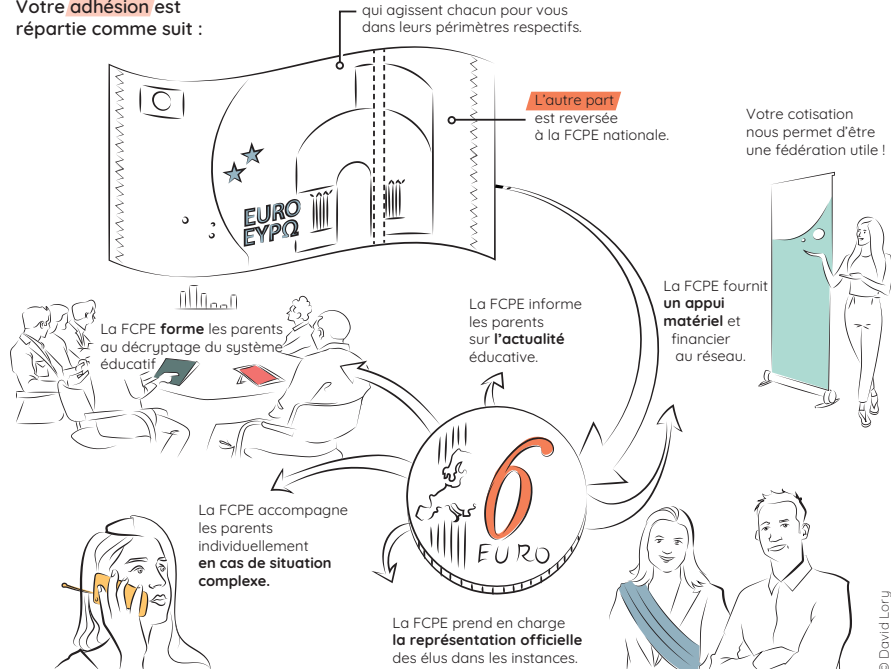 Votre adhésion est
répartie comme suit :
qui agissent chacun pour vous
dans leurs périmètres respectifs.
L'autre part
est reversée
à la FCPE nationale.
Votre cotisation
nous permet d'être
une fédération utile !
EURO
ΕΥΡΩ
La FCPE forme les parents
au décryptage du système
éducatif
La FCPE informe
les parents
sur l'actualité
éducative.
La FCPE fournit
un appui
matériel et
financier
au réseau.
6
EURO
La FCPE accompagne
les parents
individuellement
en cas de situation
complexe.
La FCPE prend en charge
la représentation officielle
des élus dans les instances.
© David Lory